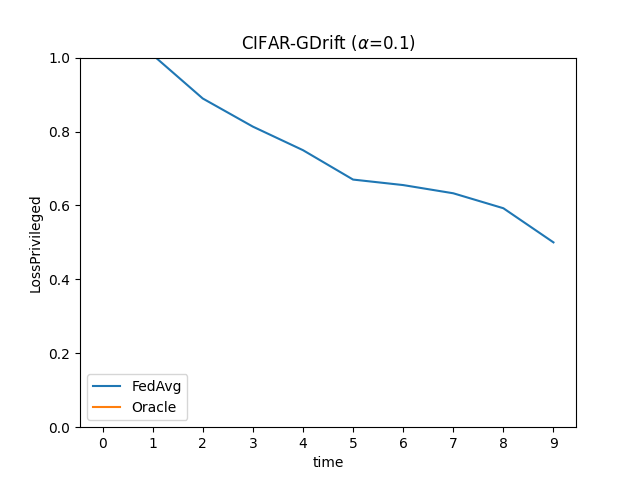 CIFAR-GDrift (α=0.1)
LossPrivileged
1.0
0.8
0.6
0.4
0.2
0.0
FedAvg
Oracle
0 1 2 3 4 5 6 7 8 9
time